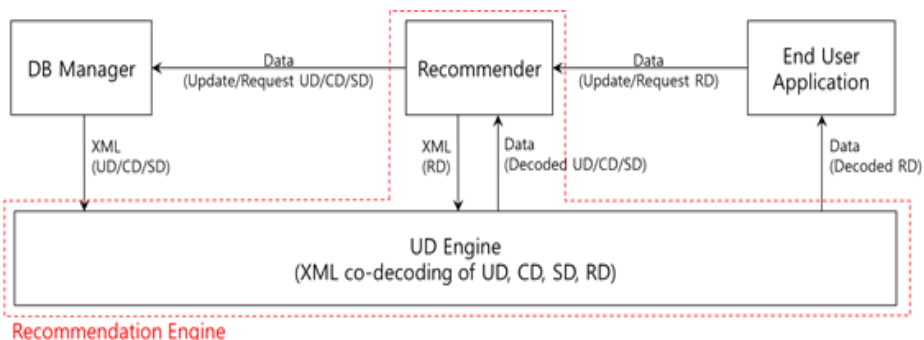 DB Manager
Data
(Update/Request UD/CD/SD)
Recommender
Data
(Update/Request RD)
End User
Application
XML
(UD/CD/SD)
XML
(RD)
Data
(Decoded UD/CD/SD)
Data
(Decoded RD)
UD Engine
(XML co-decoding of UD, CD, SD, RD)
Recommendation Engine